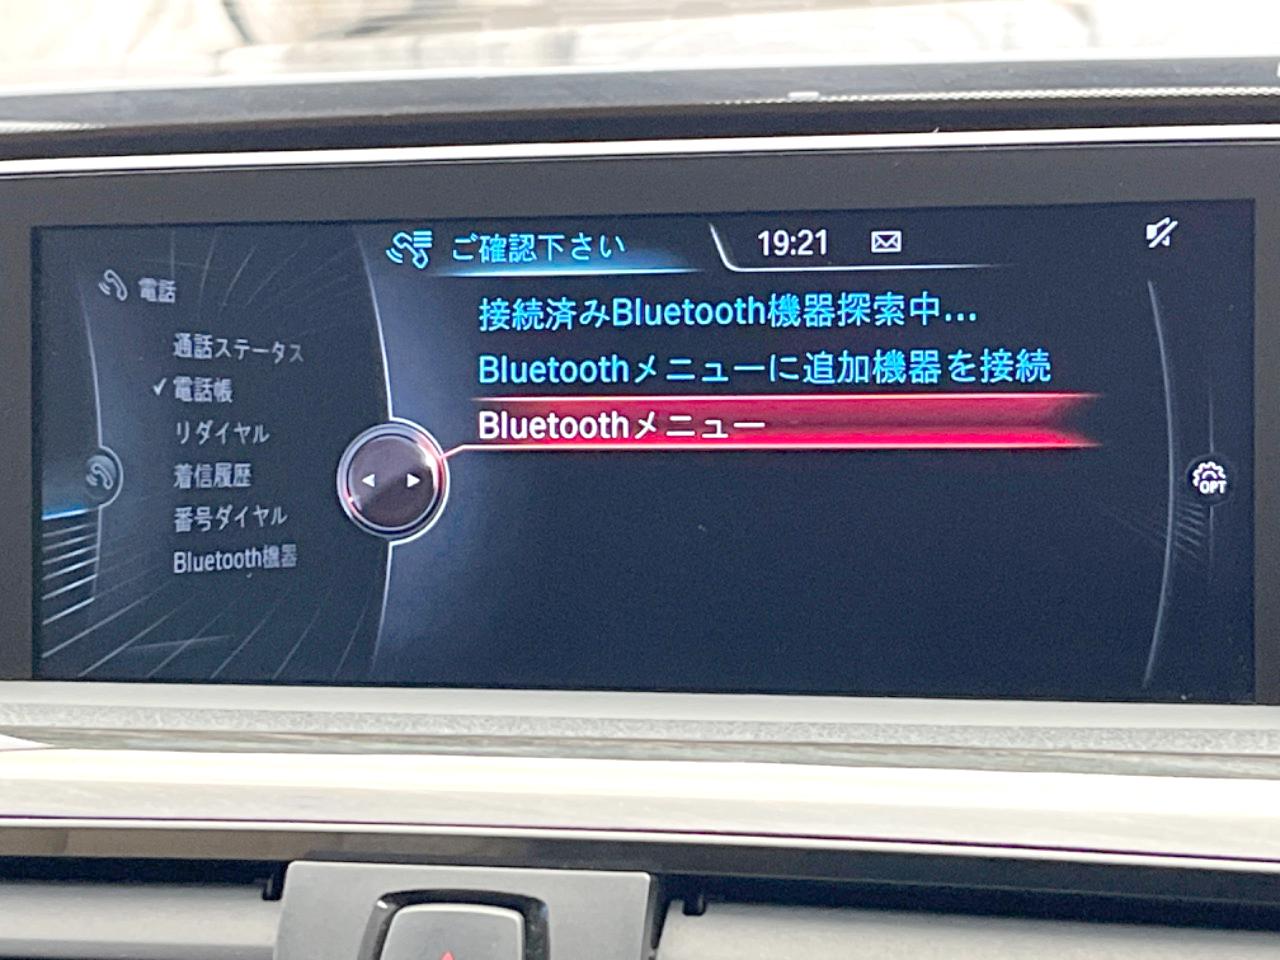 ご確認下さい
19:21
電話
通話ステータス
電話帳
リダイヤル
着信履歴
番号ダイヤル
Bluetooth機器
接続済みBluetooth機器探索中...
Bluetoothメニューに追加機器を接続
Bluetoothメニュー
OPT